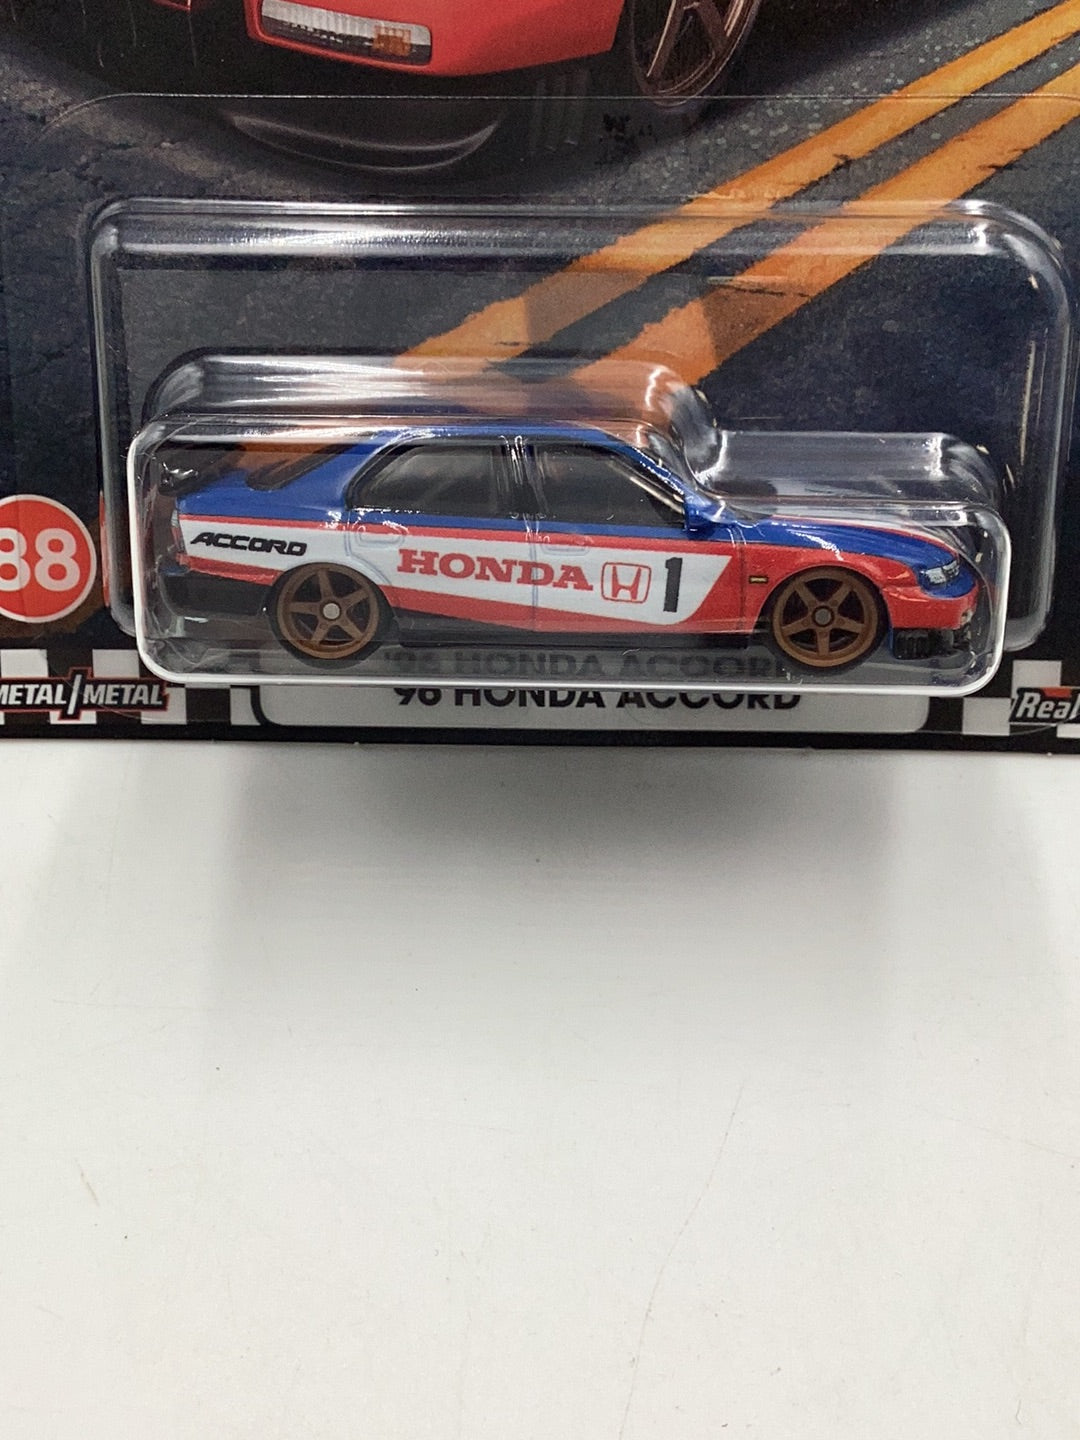 ACCORD
HONDA 1
88
'96 HONDA ACCORD
METAL/METAL
'96 HONDA ACCORD
Real